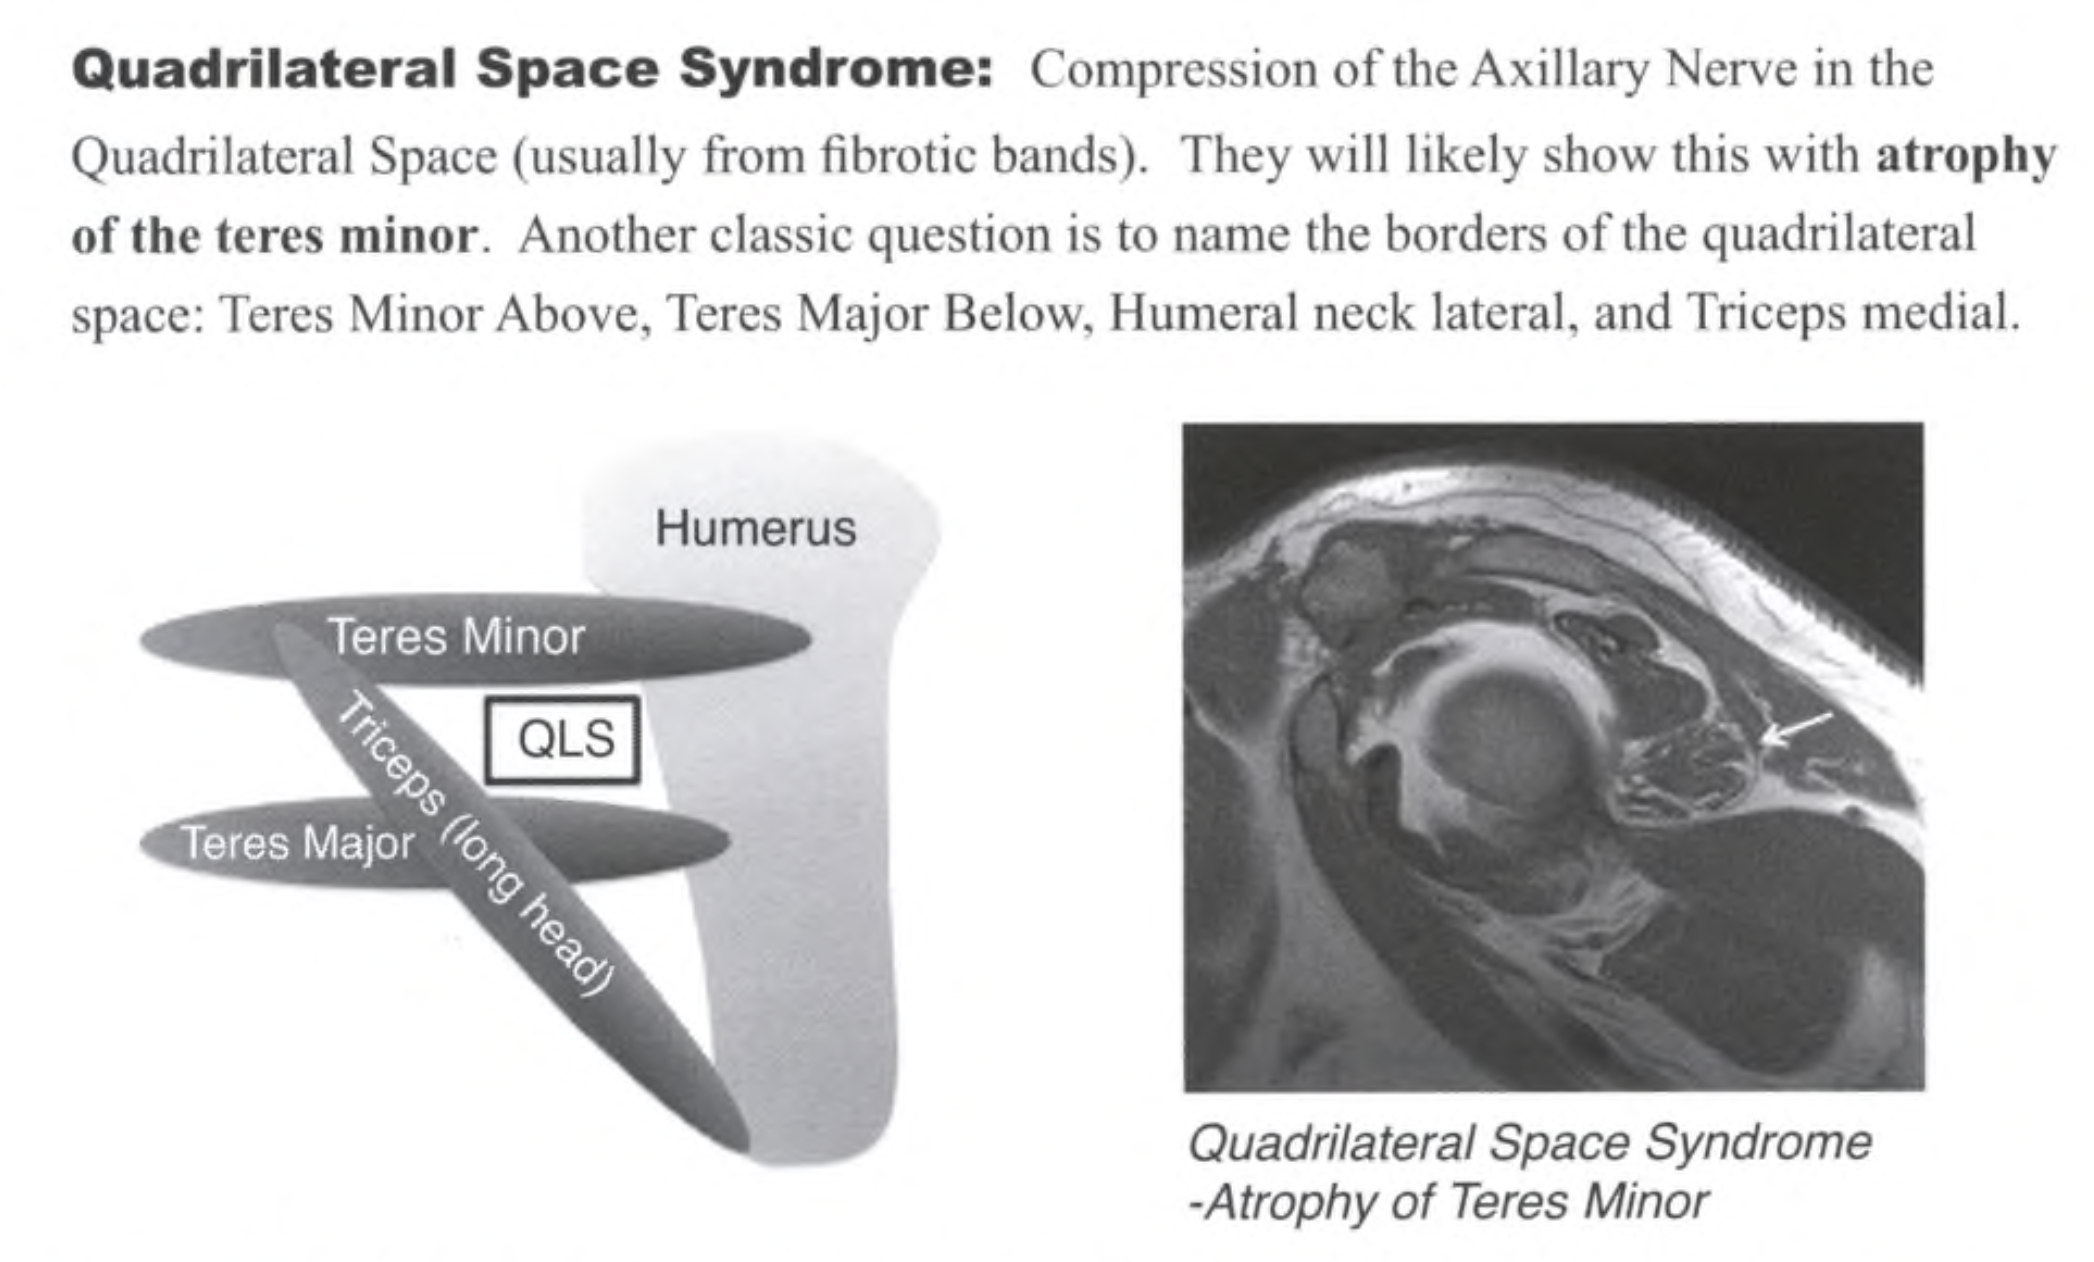 Quadrilateral Space Syndrome: Compression of the Axillary Nerve in the
Quadrilateral Space (usually from fibrotic bands). They will likely show this with atrophy
of the teres minor. Another classic question is to name the borders of the quadrilateral
space: Teres Minor Above, Teres Major Below, Humeral neck lateral, and Triceps medial.
Humerus
Teres Minor
QLS
Triceps (long head)
Teres Major
Quadrilateral Space Syndrome
-Atrophy of Teres Minor